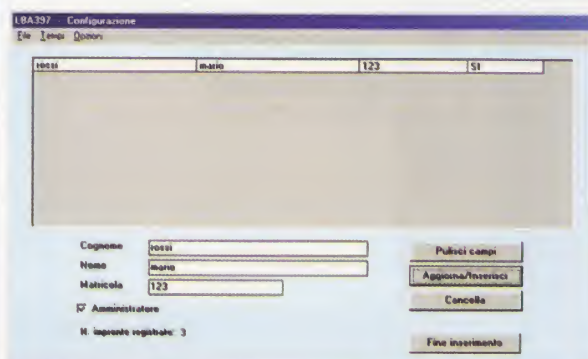 LBA397 - Configurazione
File Tempi Opzioni
rossi mario 123 SI
Cognome rossi
Nome mario
Matricola 123
Amministratore
N. impronte registrate: 3
Pulisci campi
Aggiorna/Inserisci
Cancella
Fine inserimento